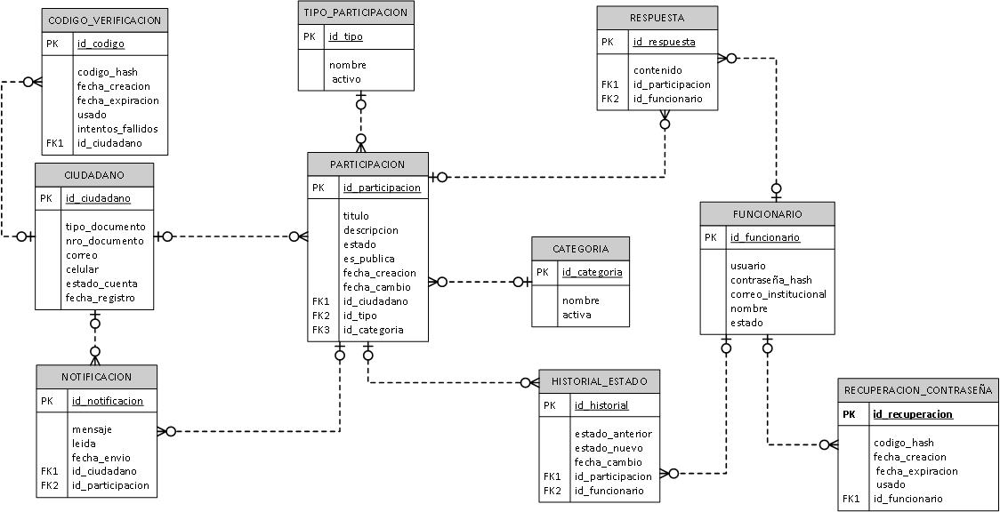 CODIGO_VERIFICACION
PK id_codigo
codigo_hash
fecha_creacion
fecha_expiracion
usado
intentos_fallidos
FK1 id_ciudadano
TIPO_PARTICIPACION
PK id_tipo
nombre
activo
RESPUESTA
PK id_respuesta
contenido
FK1 id_participacion
FK2 id_funcionario
CIUDADANO
PK id_ciudadano
tipo_documento
nro_documento
correo
celular
estado_cuenta
fecha_registro
PARTICIPACION
PK id_participacion
titulo
descripcion
estado
es_publica
fecha_creacion
fecha_cambio
FK1 id_ciudadano
FK2 id_tipo
FK3 id_categoria
CATEGORIA
PK id_categoria
nombre
activa
FUNCIONARIO
PK id_funcionario
usuario
contraseña_hash
correo_institucional
nombre
estado
NOTIFICACION
PK id_notificacion
mensaje
leida
fecha_envio
FK1 id_ciudadano
FK2 id_participacion
HISTORIAL_ESTADO
PK id_historial
estado_anterior
estado_nuevo
fecha_cambio
FK1 id_participacion
FK2 id_funcionario
RECUPERACION_CONTRASEÑA
PK id_recuperacion
codigo_hash
fecha_creacion
fecha_expiracion
usado
FK1 id_funcionario